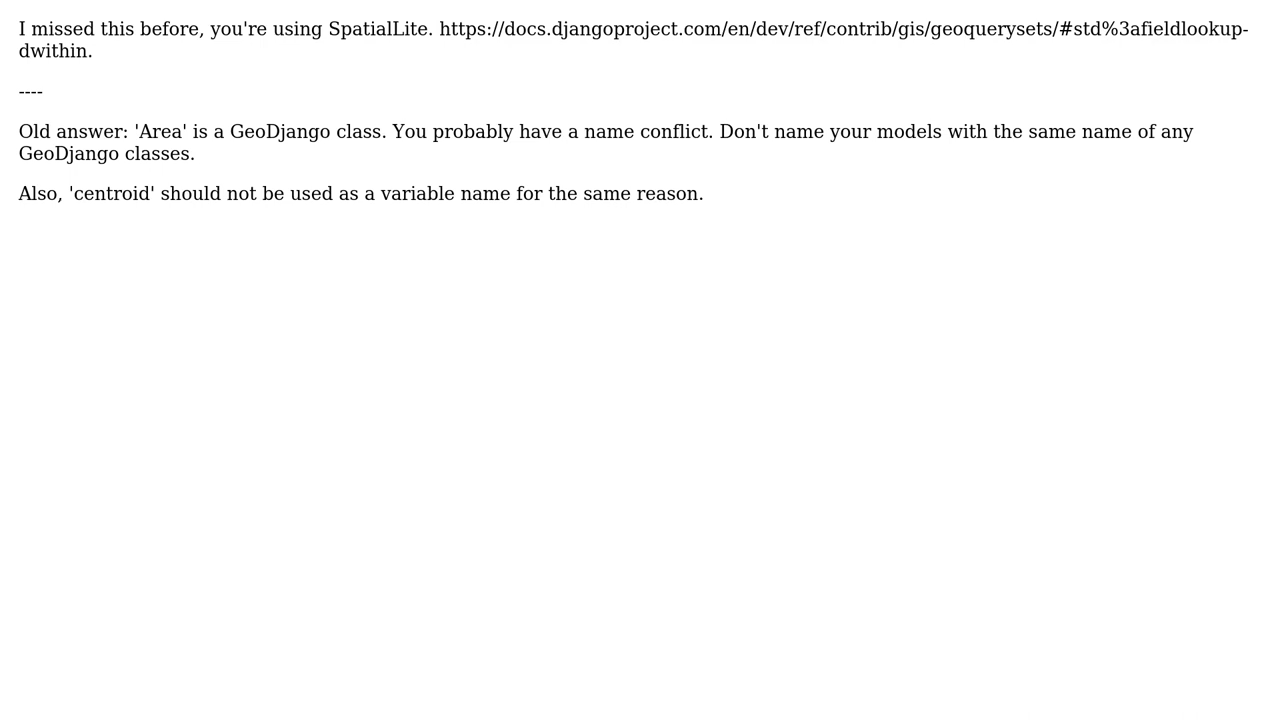 I missed this before, you're using SpatialLite. https://docs.djangoproject.com/en/dev/ref/contrib/gis/geoquerysets/#std%3afieldlookup-
dwithin.
----
Old answer: 'Area' is a GeoDjango class. You probably have a name conflict. Don't name your models with the same name of any
GeoDjango classes.
Also, 'centroid' should not be used as a variable name for the same reason.